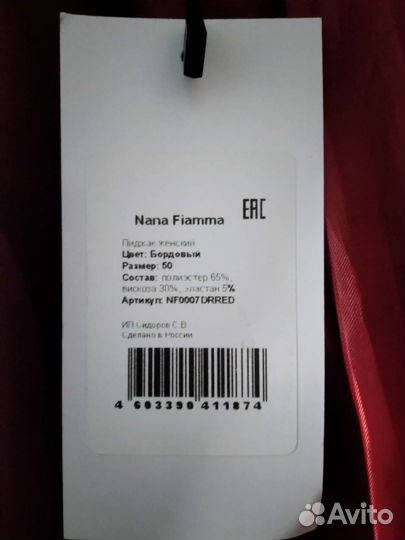 Nana Fiamma
EAC
Пиджак женский
Цвет: Бордовый
Размер: 50
Состав: полиэстер 65%,
вискоза 30%, эластан 5%
Артикул: NF0007DRRED
ИП Сидоров С.В.
Сделано в России
4 603390 411874
Avito